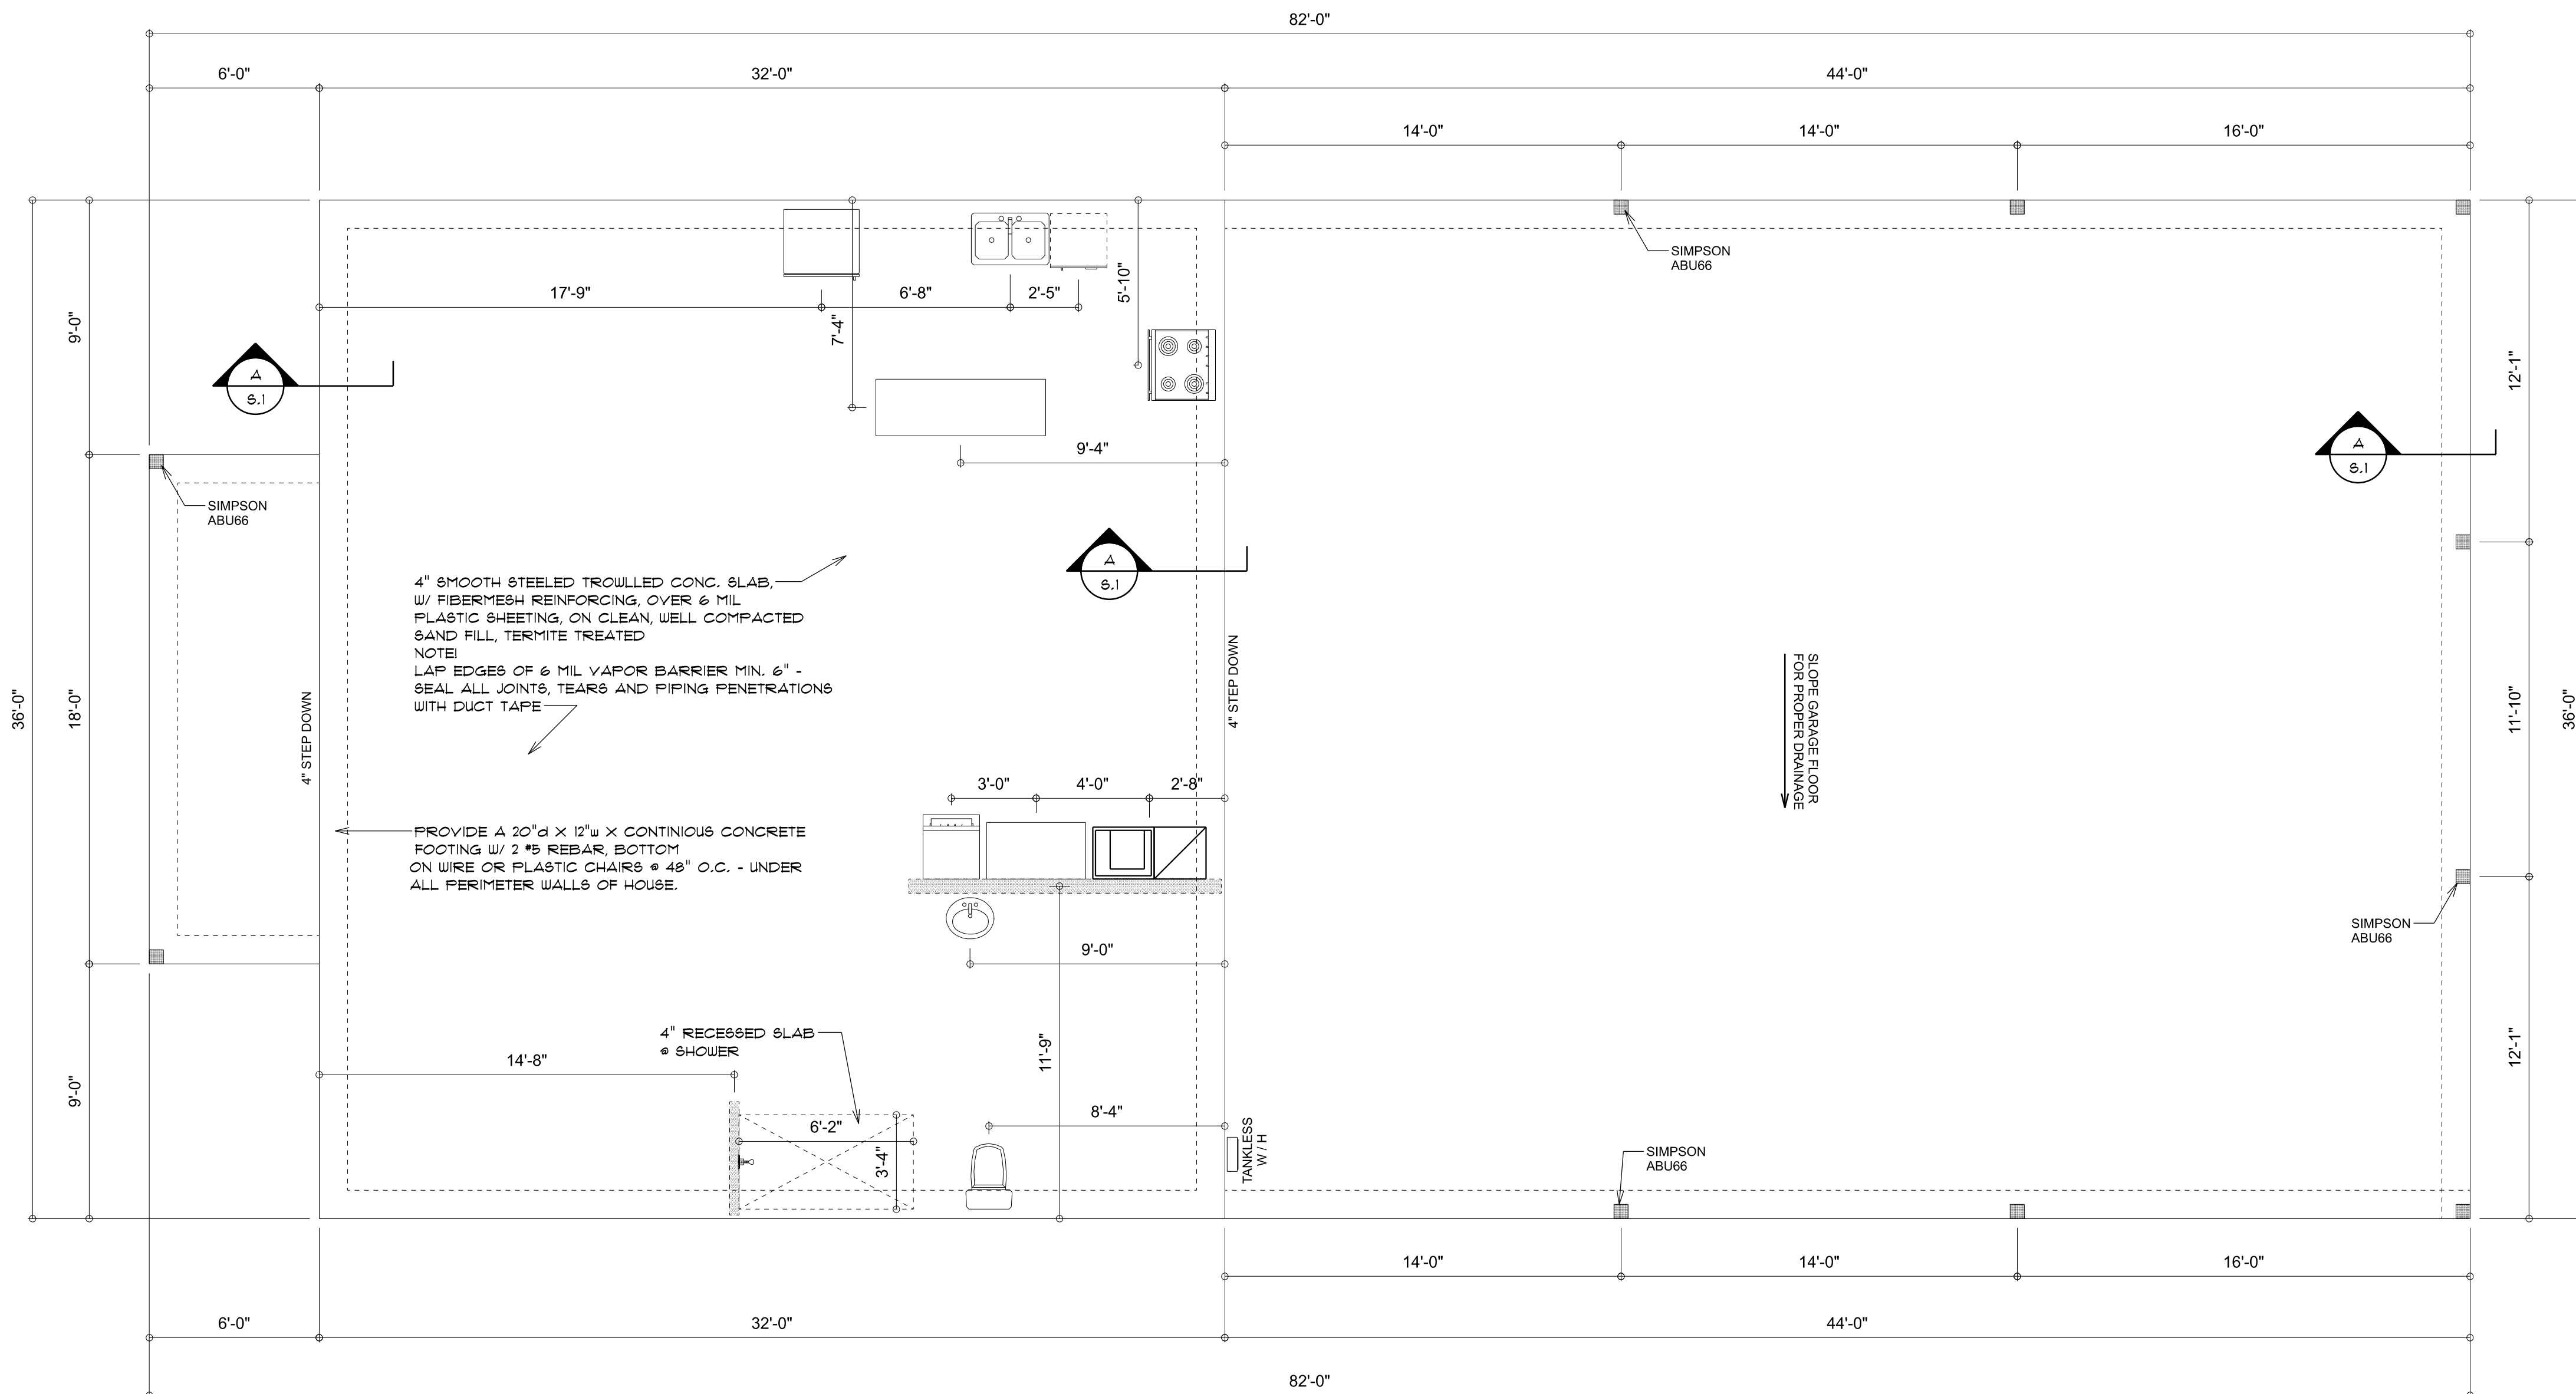 82'-0"
6'-0"
32'-0"
44'-0"
14'-0"
14'-0"
16'-0"
SIMPSON
ABU66
17'-9"
6'-8"
2'-5"
5'-10"
7'-4"
9'-0"
12'-1"
A
S.1
9'-4"
A
S.1
SIMPSON
ABU66
A
S.1
4" SMOOTH STEELED TROWLLED CONC. SLAB,
W/ FIBERMESH REINFORCING, OVER 6 MIL
PLASTIC SHEETING, ON CLEAN, WELL COMPACTED
SAND FILL, TERMITE TREATED
NOTE!
LAP EDGES OF 6 MIL VAPOR BARRIER MIN. 6" -
SEAL ALL JOINTS, TEARS AND PIPING PENETRATIONS
WITH DUCT TAPE
36'-0"
18'-0"
4" STEP DOWN
4" STEP DOWN
SLOPE GARAGE FLOOR
FOR PROPER DRAINAGE
11'-10"
36'-0"
3'-0"
4'-0"
2'-8"
PROVIDE A 20"d X 12"w X CONTINIOUS CONCRETE
FOOTING W/ 2 #5 REBAR, BOTTOM
ON WIRE OR PLASTIC CHAIRS @ 48" O.C. - UNDER
ALL PERIMETER WALLS OF HOUSE.
SIMPSON
ABU66
9'-0"
4" RECESSED SLAB
@ SHOWER
14'-8"
11'-9"
9'-0"
12'-1"
8'-4"
6'-2"
3'-4"
TANKLESS
W / H
SIMPSON
ABU66
14'-0"
14'-0"
16'-0"
6'-0"
32'-0"
44'-0"
82'-0"